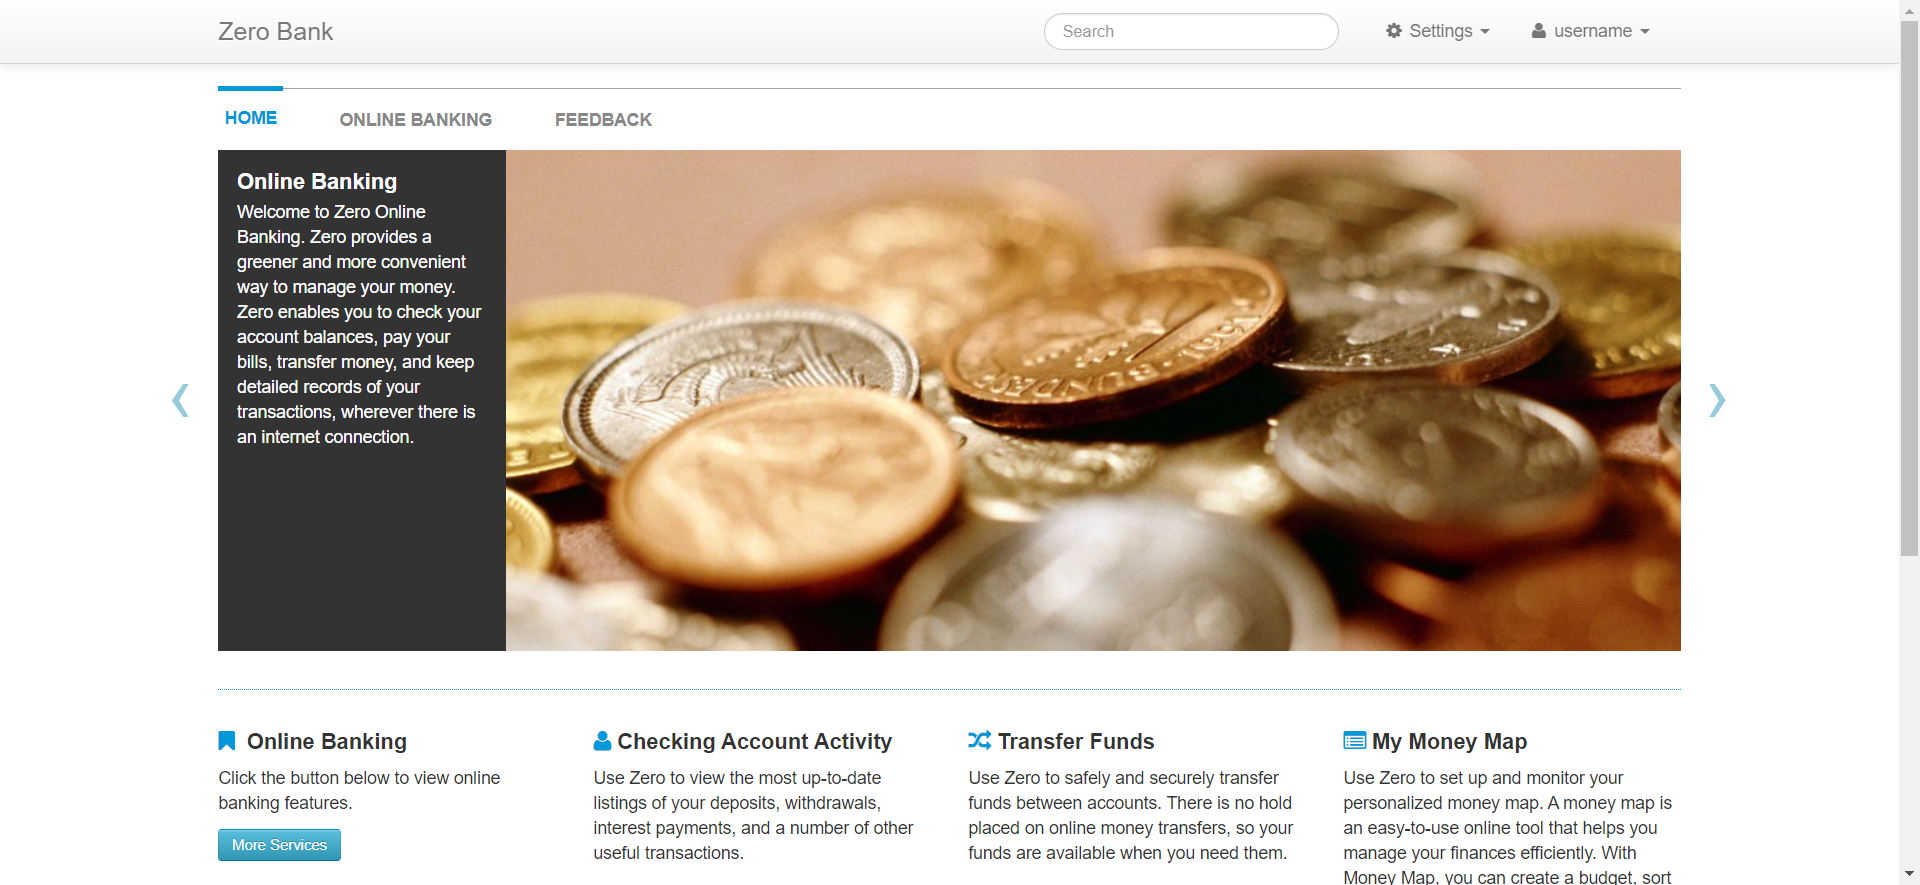 Zero Bank
Search
Settings
username
HOME
ONLINE BANKING
FEEDBACK
Online Banking
Welcome to Zero Online
Banking. Zero provides a
greener and more convenient
way to manage your money.
Zero enables you to check your
account balances, pay your
bills, transfer money, and keep
detailed records of your
transactions, wherever there is
an internet connection.
1991
Online Banking
Click the button below to view online
banking features.
More Services
Checking Account Activity
Use Zero to view the most up-to-date
listings of your deposits, withdrawals,
interest payments, and a number of other
useful transactions.
Transfer Funds
Use Zero to safely and securely transfer
funds between accounts. There is no hold
placed on online money transfers, so your
funds are available when you need them.
My Money Map
Use Zero to set up and monitor your
personalized money map. A money map is
an easy-to-use online tool that helps you
manage your finances efficiently. With
Money Map, you can create a budget, sort